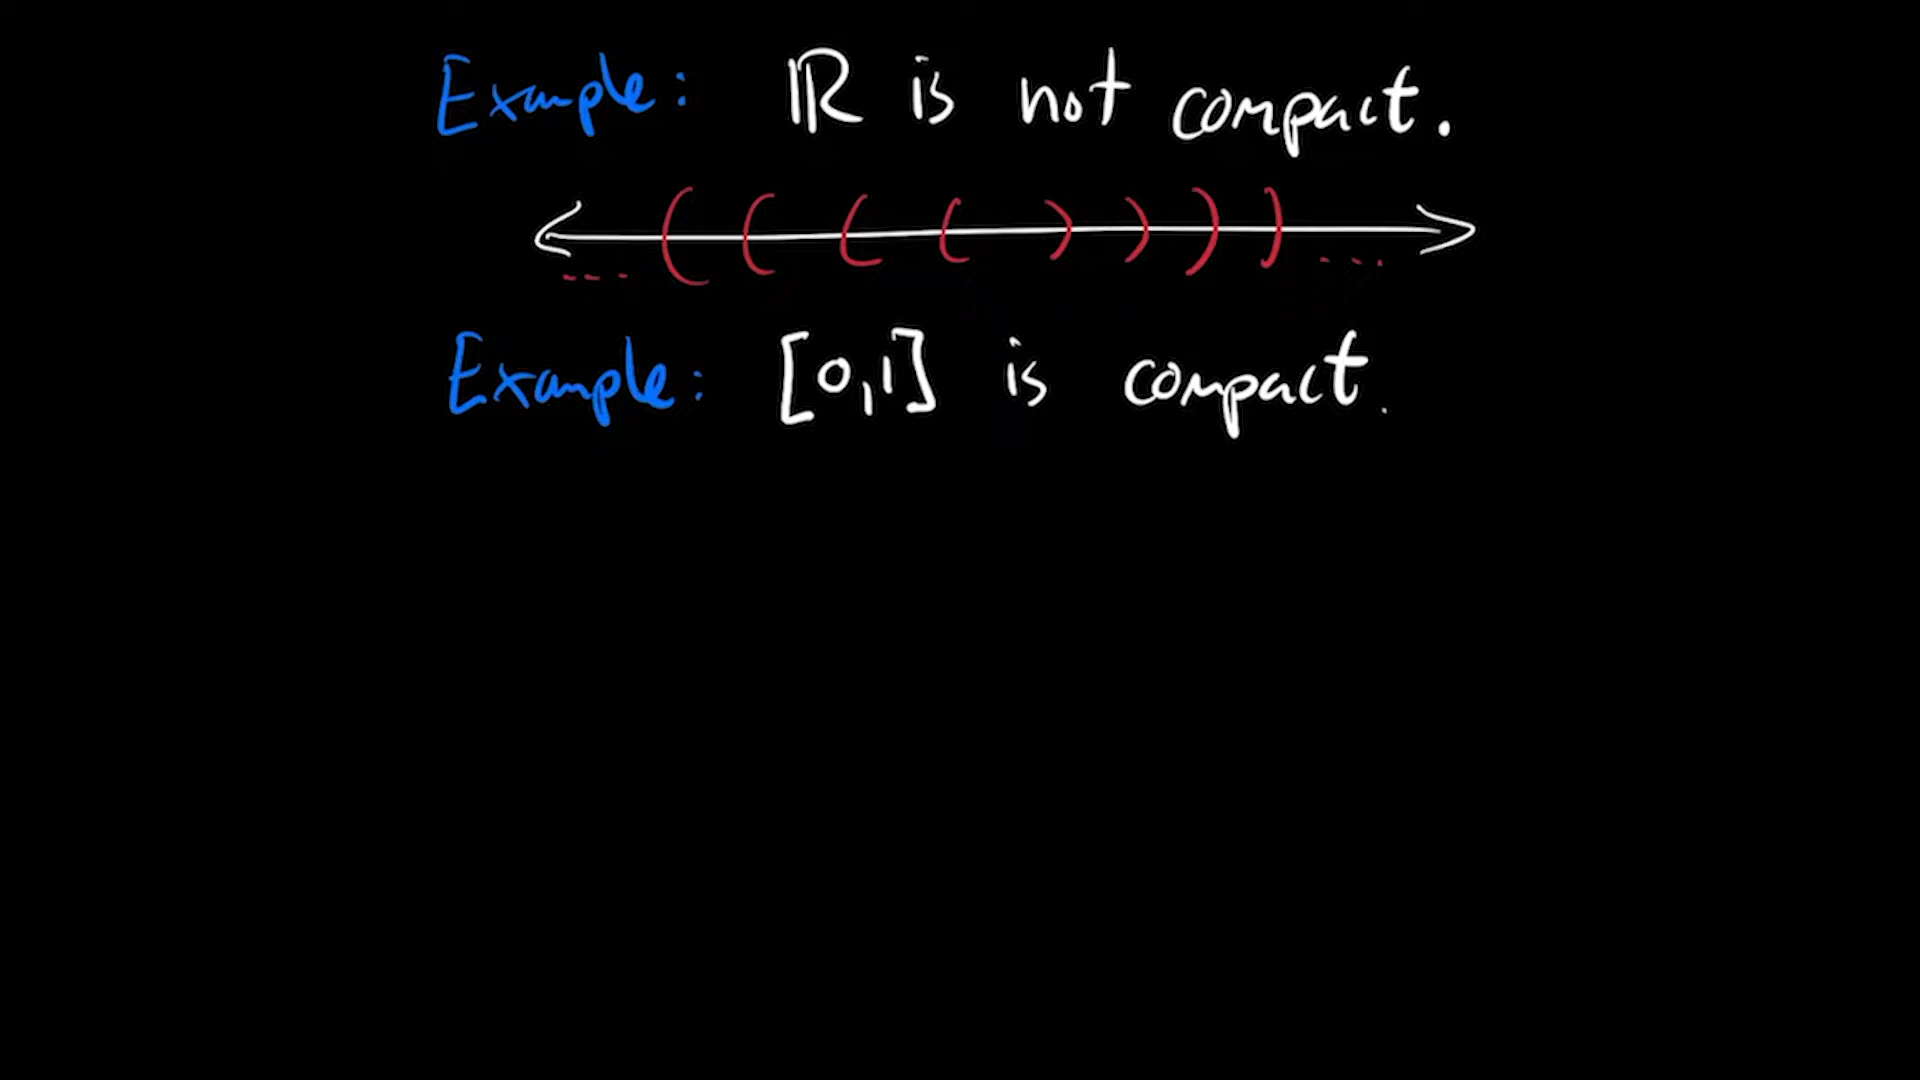 Example: ℝ is not compact.
... ( ( ( ( ) ) ) ) ...
Example: [0,1] is compact.